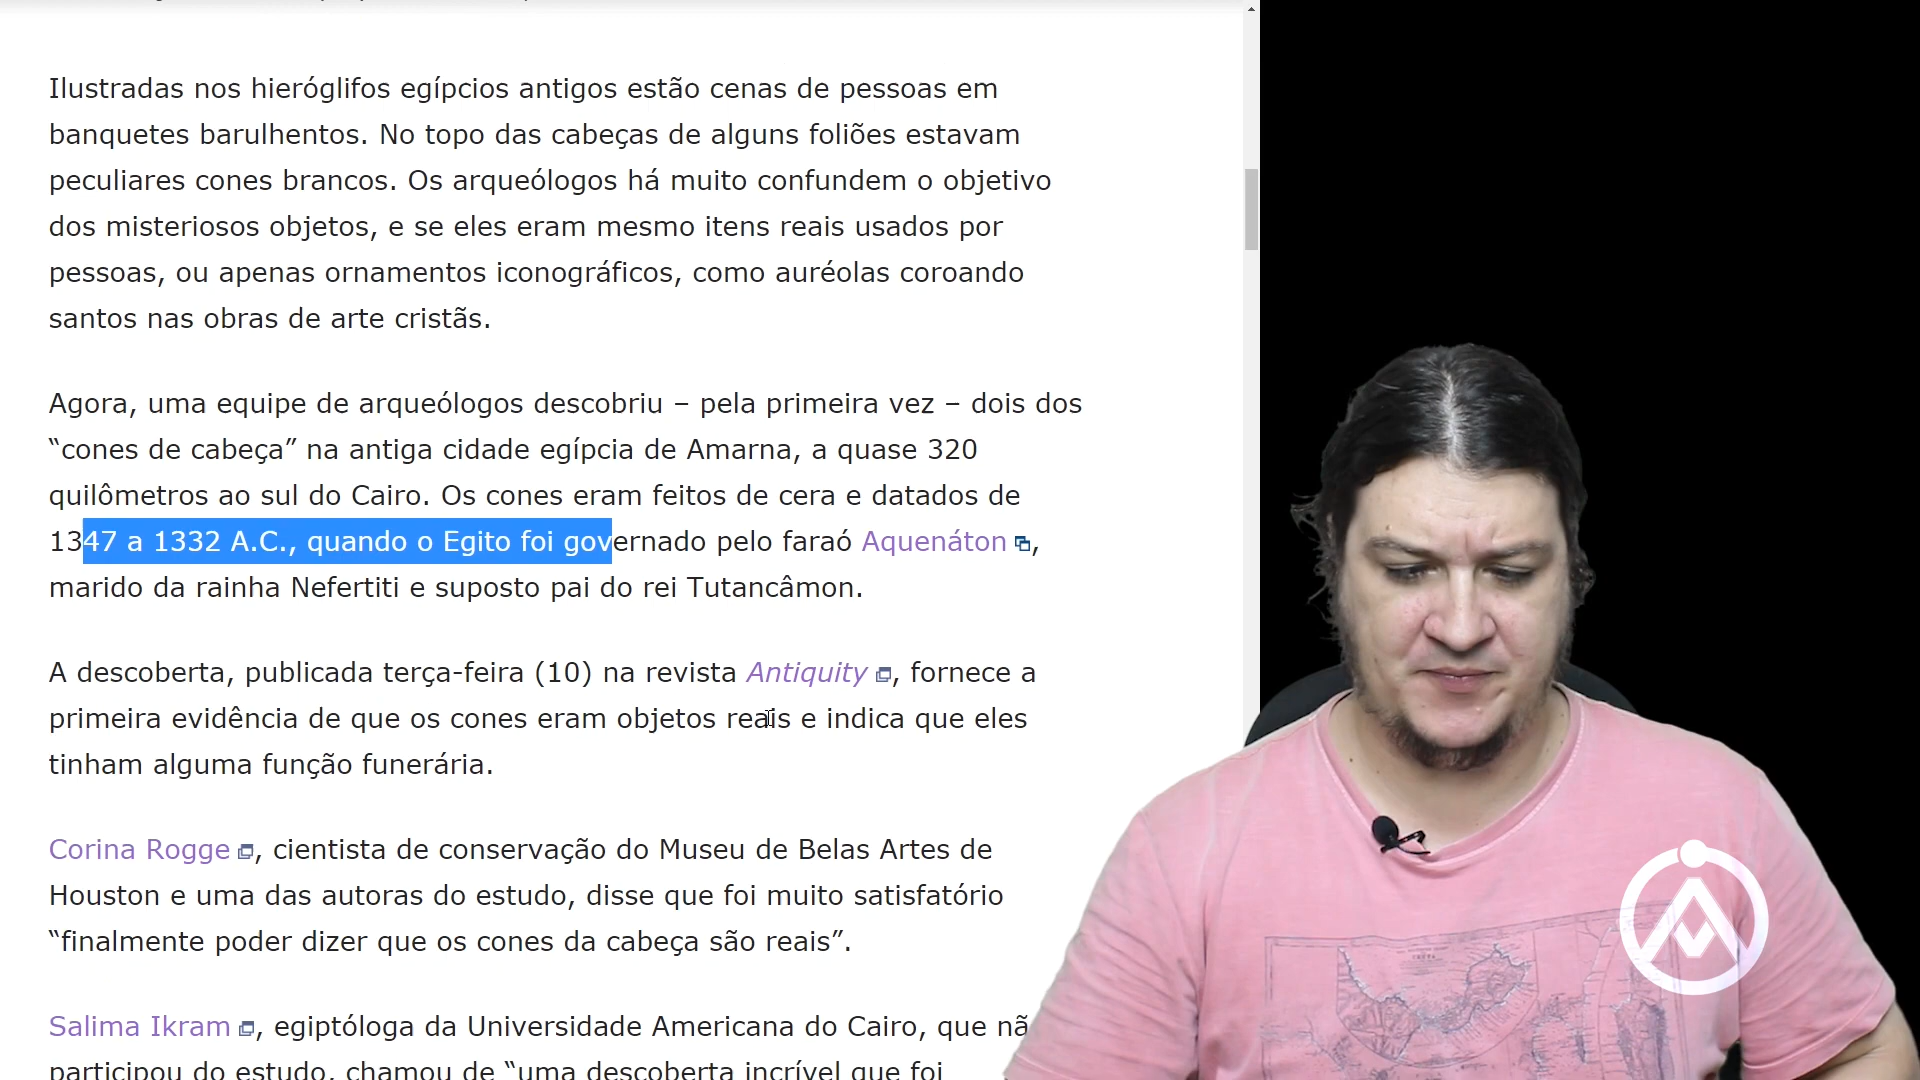 Ilustradas nos hieróglifos egípcios antigos estão cenas de pessoas em
banquetes barulhentos. No topo das cabeças de alguns foliões estavam
peculiares cones brancos. Os arqueólogos há muito confundem o objetivo
dos misteriosos objetos, e se eles eram mesmo itens reais usados por
pessoas, ou apenas ornamentos iconográficos, como auréolas coroando
santos nas obras de arte cristãs.
Agora, uma equipe de arqueólogos descobriu – pela primeira vez – dois dos
“cones de cabeça” na antiga cidade egípcia de Amarna, a quase 320
quilômetros ao sul do Cairo. Os cones eram feitos de cera e datados de
1347 a 1332 A.C., quando o Egito foi governado pelo faraó Aquenáton,
marido da rainha Nefertiti e suposto pai do rei Tutancâmon.
A descoberta, publicada terça-feira (10) na revista Antiquity, fornece a
primeira evidência de que os cones eram objetos reais e indica que eles
tinham alguma função funerária.
Corina Rogge, cientista de conservação do Museu de Belas Artes de
Houston e uma das autoras do estudo, disse que foi muito satisfatório
“finalmente poder dizer que os cones da cabeça são reais”.
Salima Ikram, egiptóloga da Universidade Americana do Cairo, que nã
participou do estudo, chamou de “uma descoberta incrível que foi